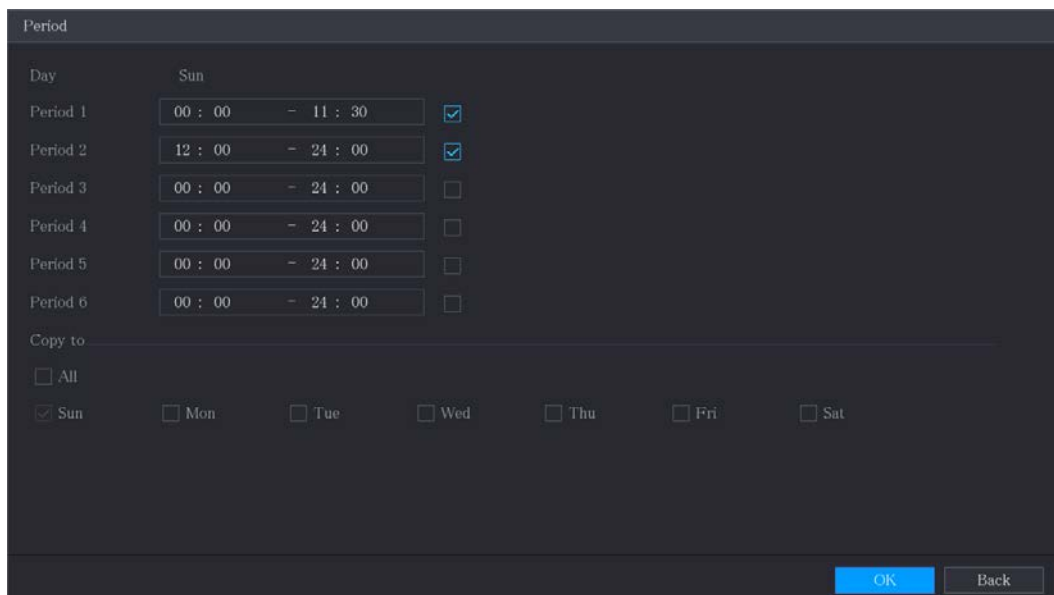 Period
Day Sun
Period 1 00 : 00 - 11 : 30
Period 2 12 : 00 - 24 : 00
Period 3 00 : 00 - 24 : 00
Period 4 00 : 00 - 24 : 00
Period 5 00 : 00 - 24 : 00
Period 6 00 : 00 - 24 : 00
Copy to
All
Sun Mon Tue Wed Thu Fri Sat
OK Back